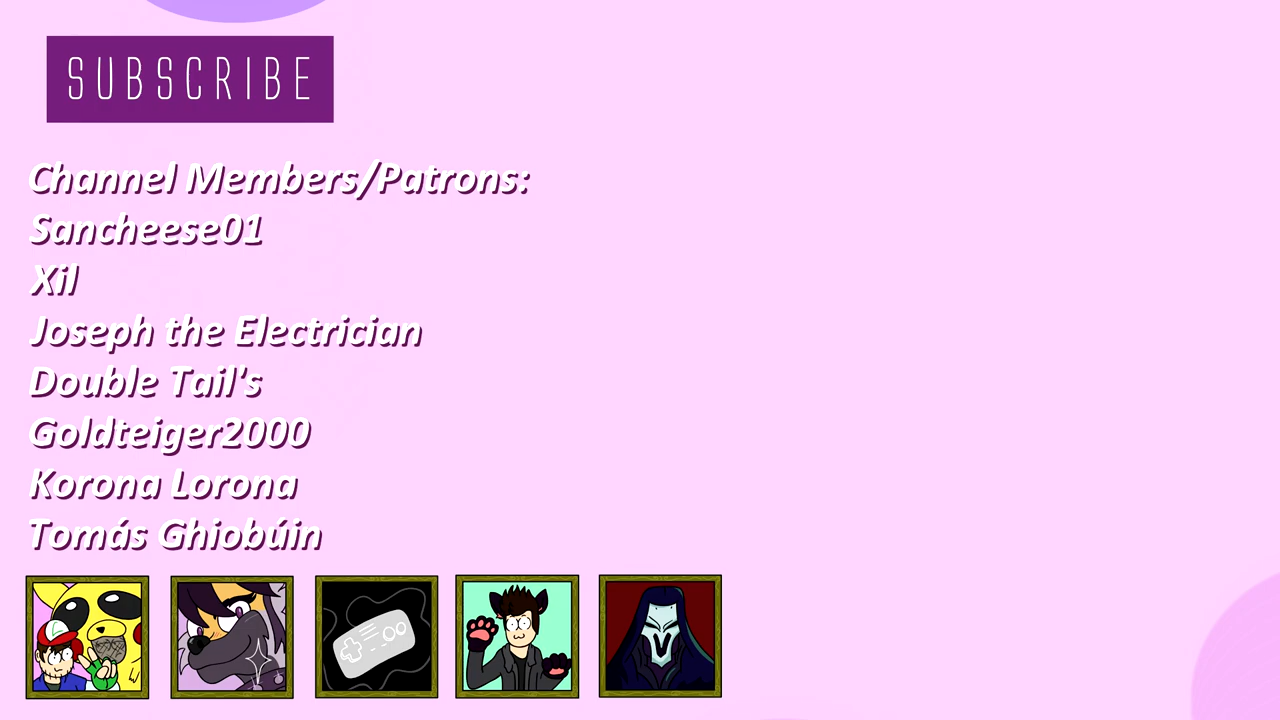 SUBSCRIBE
Channel Members/Patrons:
Sancheese01
Xil
Joseph the Electrician
Double Tail's
Goldteiger2000
Korona Lorona
Tomás Ghiobúin